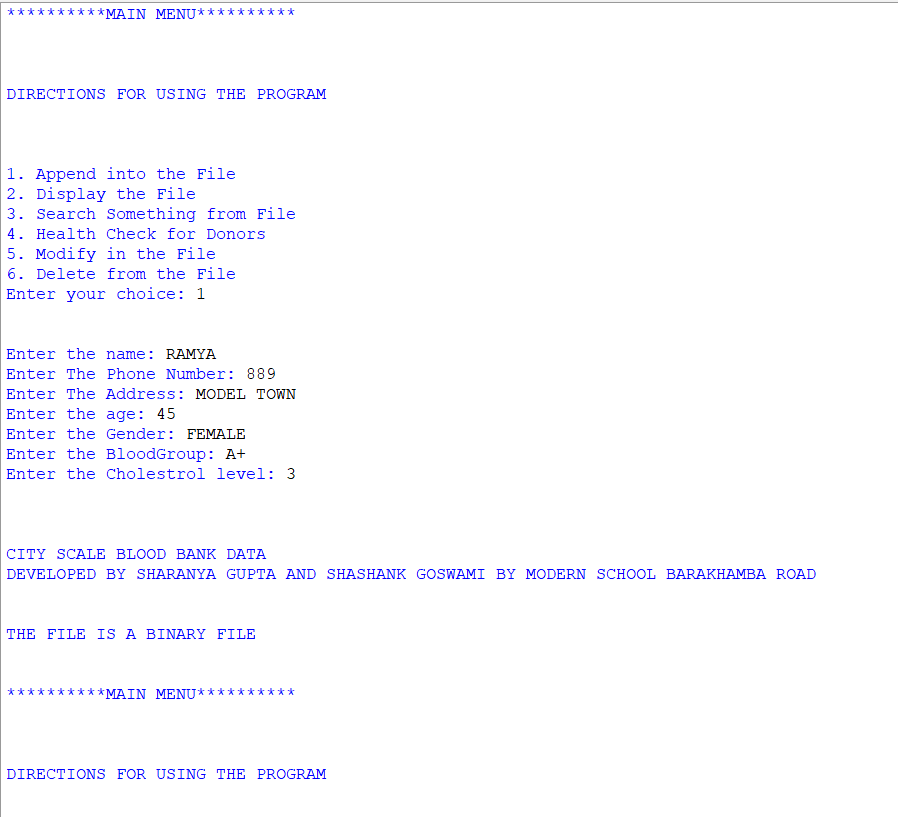 **********MAIN MENU**********
DIRECTIONS FOR USING THE PROGRAM
1. Append into the File
2. Display the File
3. Search Something from File
4. Health Check for Donors
5. Modify in the File
6. Delete from the File
Enter your choice: 1
Enter the name: RAMYA
Enter The Phone Number: 889
Enter The Address: MODEL TOWN
Enter the age: 45
Enter the Gender: FEMALE
Enter the BloodGroup: A+
Enter the Cholestrol level: 3
CITY SCALE BLOOD BANK DATA
DEVELOPED BY SHARANYA GUPTA AND SHASHANK GOSWAMI BY MODERN SCHOOL BARAKHAMBA ROAD
THE FILE IS A BINARY FILE
**********MAIN MENU**********
DIRECTIONS FOR USING THE PROGRAM